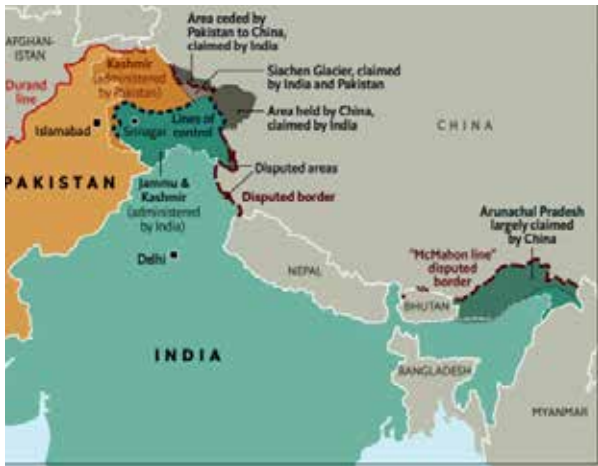 Area ceded by
Pakistan to China,
claimed by India
AFGHAN-
ISTAN
Kashmir
(administered
by Pakistan)
Siachen Glacier, claimed
by India and Pakistan
Durand
line
Area held by China,
claimed by India
CHINA
Islamabad
Srinagar
Lines of
control
Disputed areas
PAKISTAN
Jammu &
Kashmir
(administered
by India)
Disputed border
Arunachal Pradesh
largely claimed
by China
Delhi
"McMahon line"
disputed
border
NEPAL
BHUTAN
INDIA
BANGLADESH
MYANMAR